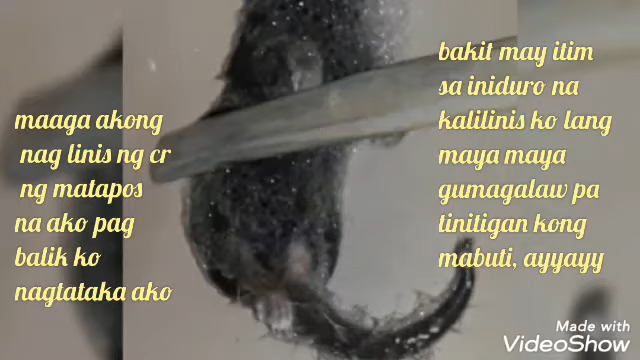 maaga akong
nag linis ng cr
ng matapos
na ako pag
balik ko
nagtataka ako
bakit may itim
sa iniduro na
kalilinis ko lang
maya maya
gumagalaw pa
tinitigan kong
mabuti, ayyayy
Made with
VideoShow